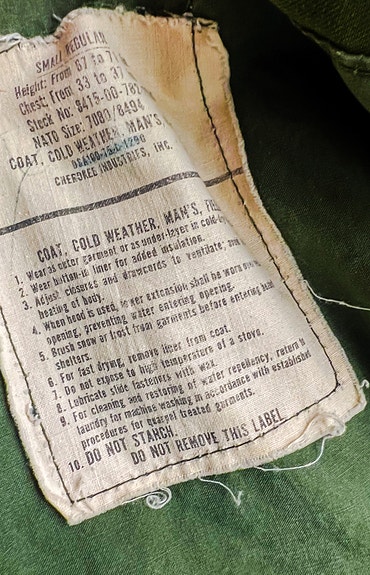 SMALL REGULAR
Height: From 67 to 7
Chest: From 33 to 37
Stock No: 8415-00-782
NATO Size: 7080/8494
COAT, COLD WEATHER, MAN'S,
CHEROKEE INDUSTRIES, INC.
COAT, COLD WEATHER, MAN'S, FIE
1. Wear as outer garment or as under-layer in cold-
2. Wear button-in liner for added insulation.
3. Adjust closures and drawcords to ventilate,
heating of body.
4. When hood is used, extension shall be worn
opening, preventing water entering opening.
5. Brush snow or frost from garments before entering
shelters.
6. For fast drying, remove liner from coat.
7. Do not expose to high temperature of a stove.
8. Lubricate slide fasteners with wax.
9. For cleaning and restoring of water repellency, return
laundry for machine washing in accordance with established
procedures for quarpel treated garments.
10. DO NOT STARCH.
DO NOT REMOVE THIS LABEL